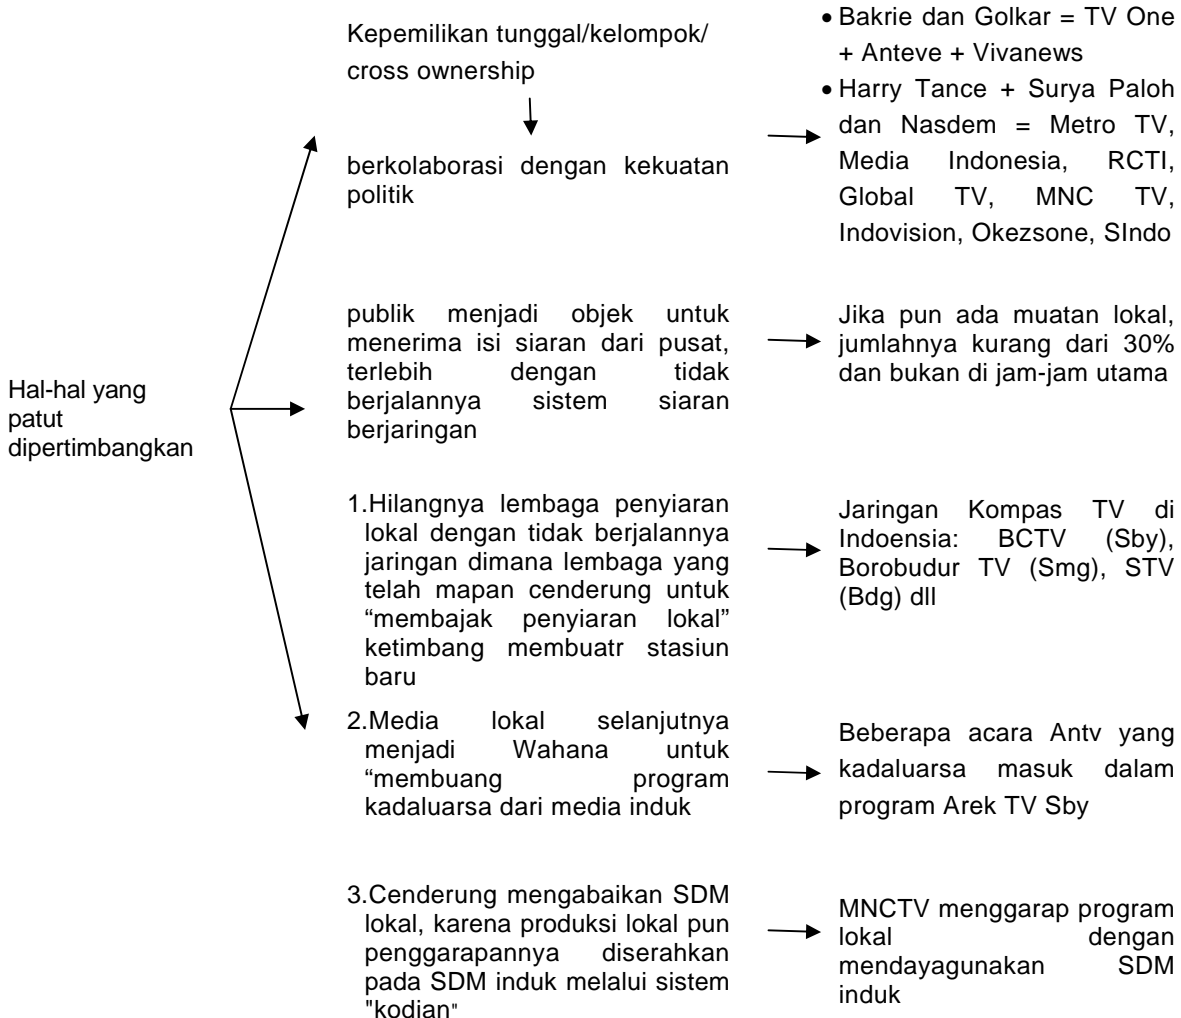 Hal-hal yang
patut
dipertimbangkan
Kepemilikan tunggal/kelompok/
cross ownership
berkolaborasi dengan kekuatan
politik
• Bakrie dan Golkar = TV One
+ Anteve + Vivanews
• Harry Tance + Surya Paloh
dan Nasdem = Metro TV,
Media Indonesia, RCTI,
Global TV, MNC TV,
Indovision, Okezsone, SIndo
publik menjadi objek untuk
menerima isi siaran dari pusat,
terlebih dengan tidak
berjalannya sistem siaran
berjaringan
Jika pun ada muatan lokal,
jumlahnya kurang dari 30%
dan bukan di jam-jam utama
1.Hilangnya lembaga penyiaran
lokal dengan tidak berjalannya
jaringan dimana lembaga yang
telah mapan cenderung untuk
“membajak penyiaran lokal”
ketimbang membuatr stasiun
baru
Jaringan Kompas TV di
Indoensia: BCTV (Sby),
Borobudur TV (Smg), STV
(Bdg) dll
2.Media lokal selanjutnya
menjadi Wahana untuk
“membuang program
kadaluarsa dari media induk
Beberapa acara Antv yang
kadaluarsa masuk dalam
program Arek TV Sby
3.Cenderung mengabaikan SDM
lokal, karena produksi lokal pun
penggarapannya diserahkan
pada SDM induk melalui sistem
"kodian"
MNCTV menggarap program
lokal dengan
mendayagunakan SDM
induk